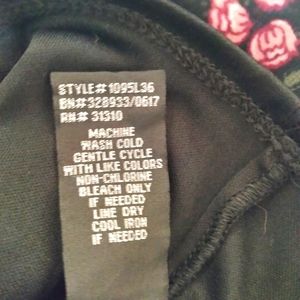 STYLE# 1095L36
BN# 328933/0617
RN# 31310
MACHINE
WASH COLD
GENTLE CYCLE
WITH LIKE COLORS
NON-CHLORINE
BLEACH ONLY
IF NEEDED
LINE DRY
COOL IRON
IF NEEDED